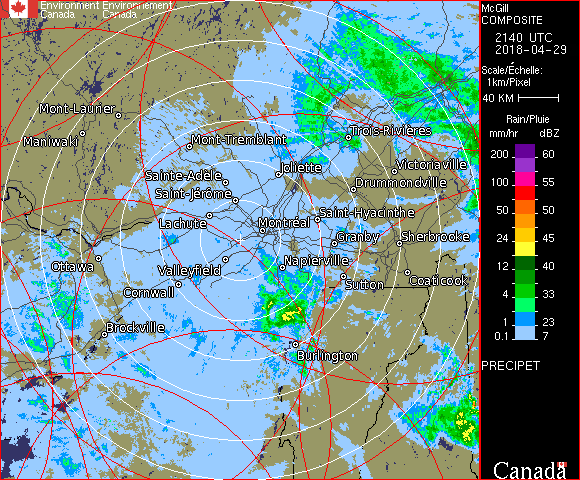 Environment Environnement
Canada Canada
McGill
COMPOSITE
2140 UTC
2018-04-29
Scale/Échelle:
1km/Pixel
40 KM
Rain/Pluie
mm/hr dBZ
200 60
100 55
50 50
24 45
12 40
4 33
1 23
0.1 7
PRECIPET
Canada
Mont-Laurier
Maniwaki
Mont-Tremblant
Trois-Rivières
Joliette
Victoriaville
Sainte-Adèle
Drummondville
Saint-Jérôme
Lachute
Saint-Hyacinthe
Montréal
Granby
Sherbrooke
Ottawa
Valleyfield
Napierville
Cornwall
Sutton
Coaticook
Brockville
Burlington